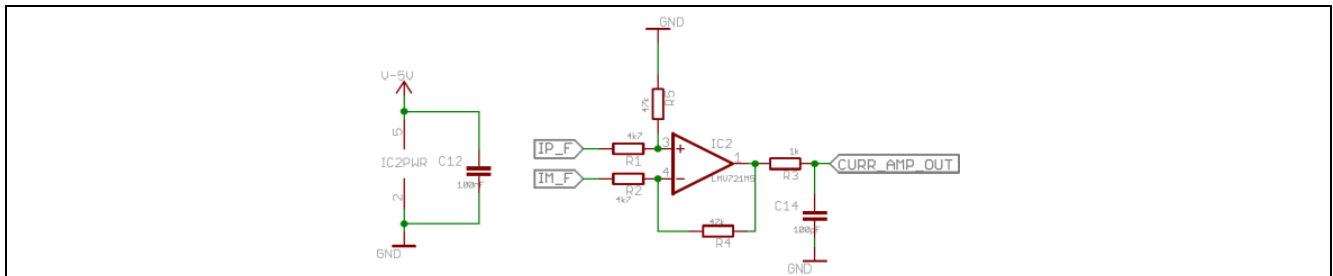 GND
V-5V
5
IC2PWR
2
C12
100nF
GND
47k
R5
IP_F
4k7
R1
IM_F
R2
4k7
3
4
+
-
IC2
1
LMV721M5
47k
R4
1k
R3
CURR_AMP_OUT
C14
100pF
GND